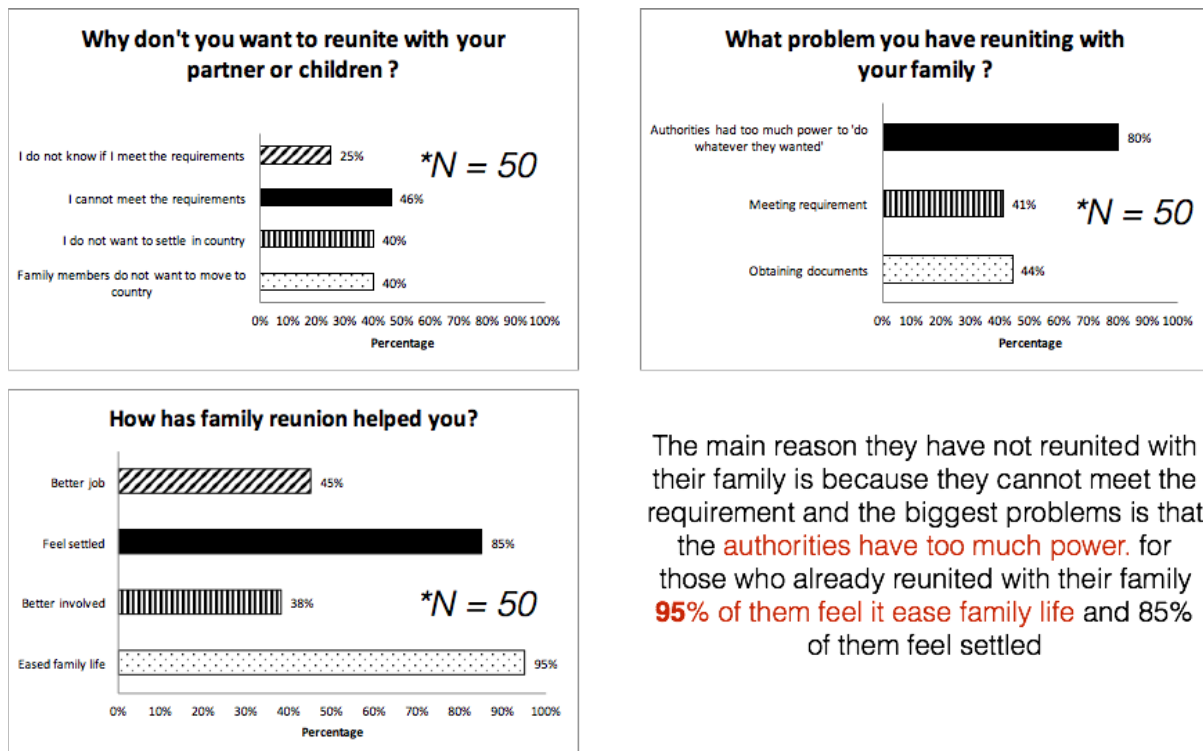 Why don't you want to reunite with your
partner or children ?
I do not know if I meet the requirements
25%
*N = 50
I cannot meet the requirements
46%
I do not want to settle in country
40%
Family members do not want to move to
country
40%
0% 10% 20% 30% 40% 50% 60% 70% 80% 90% 100%
Percentage
What problem you have reuniting with
your family ?
Authorities had too much power to 'do
whatever they wanted'
80%
Meeting requirement
41%
*N = 50
Obtaining documents
44%
0% 10% 20% 30% 40% 50% 60% 70% 80% 90% 100%
Percentage
How has family reunion helped you?
Better job
45%
Feel settled
85%
Better involved
38%
*N = 50
Eased family life
95%
0% 10% 20% 30% 40% 50% 60% 70% 80% 90% 100%
Percentage
The main reason they have not reunited with
their family is because they cannot meet the
requirement and the biggest problems is that
the authorities have too much power. for
those who already reunited with their family
95% of them feel it ease family life and 85%
of them feel settled